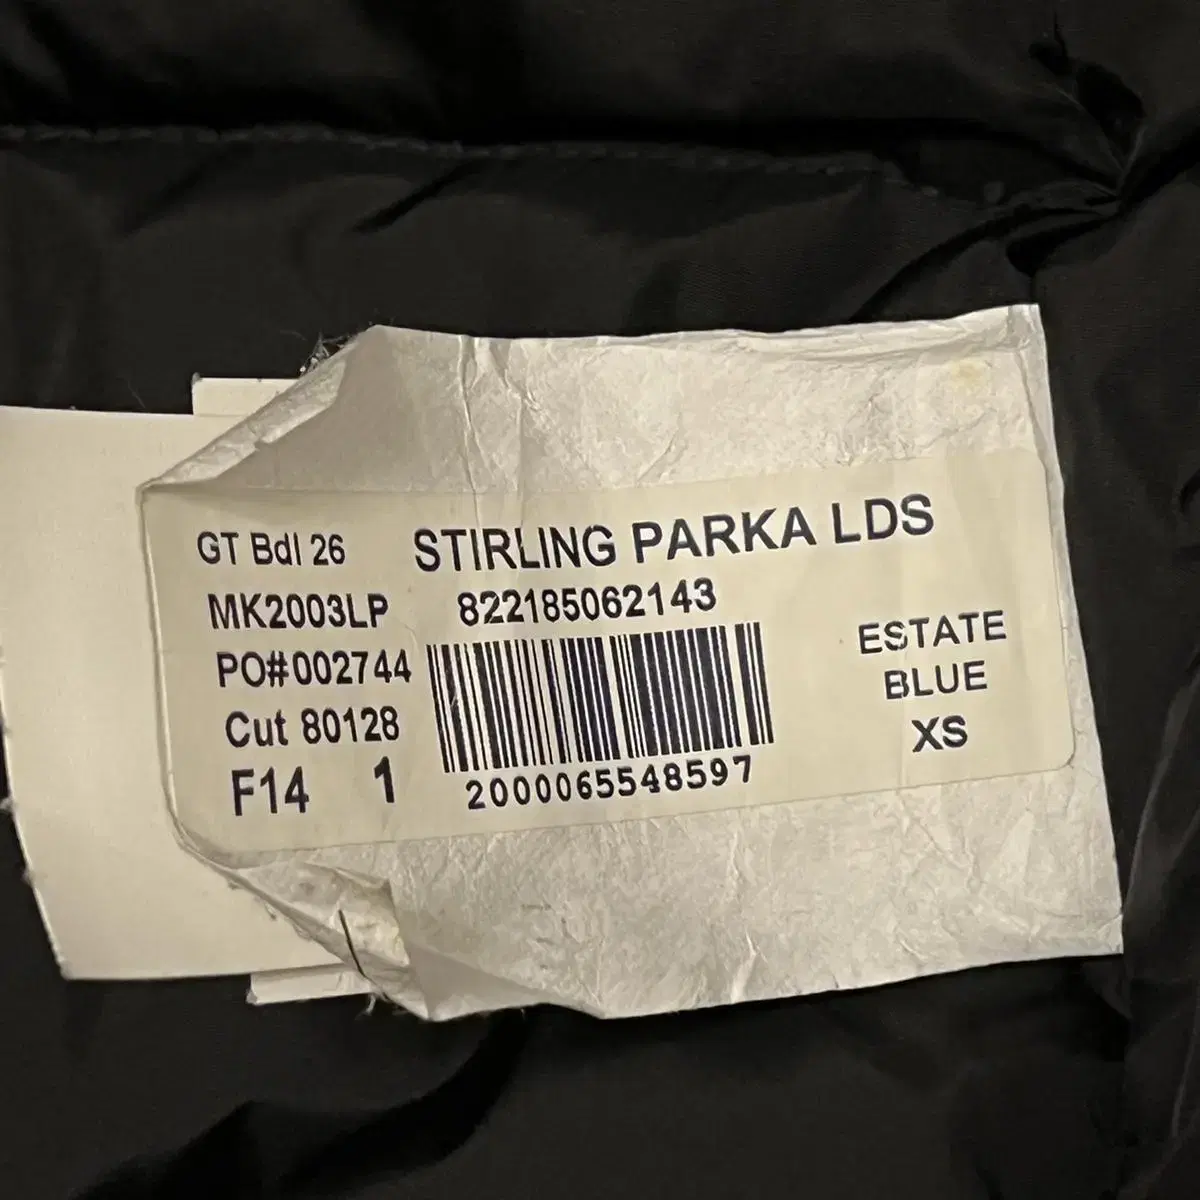 GT Bdl 26 STIRLING PARKA LDS
MK2003LP 822185062143
PO#002744
Cut 80128
F14 1
2000065548597
ESTATE
BLUE
XS